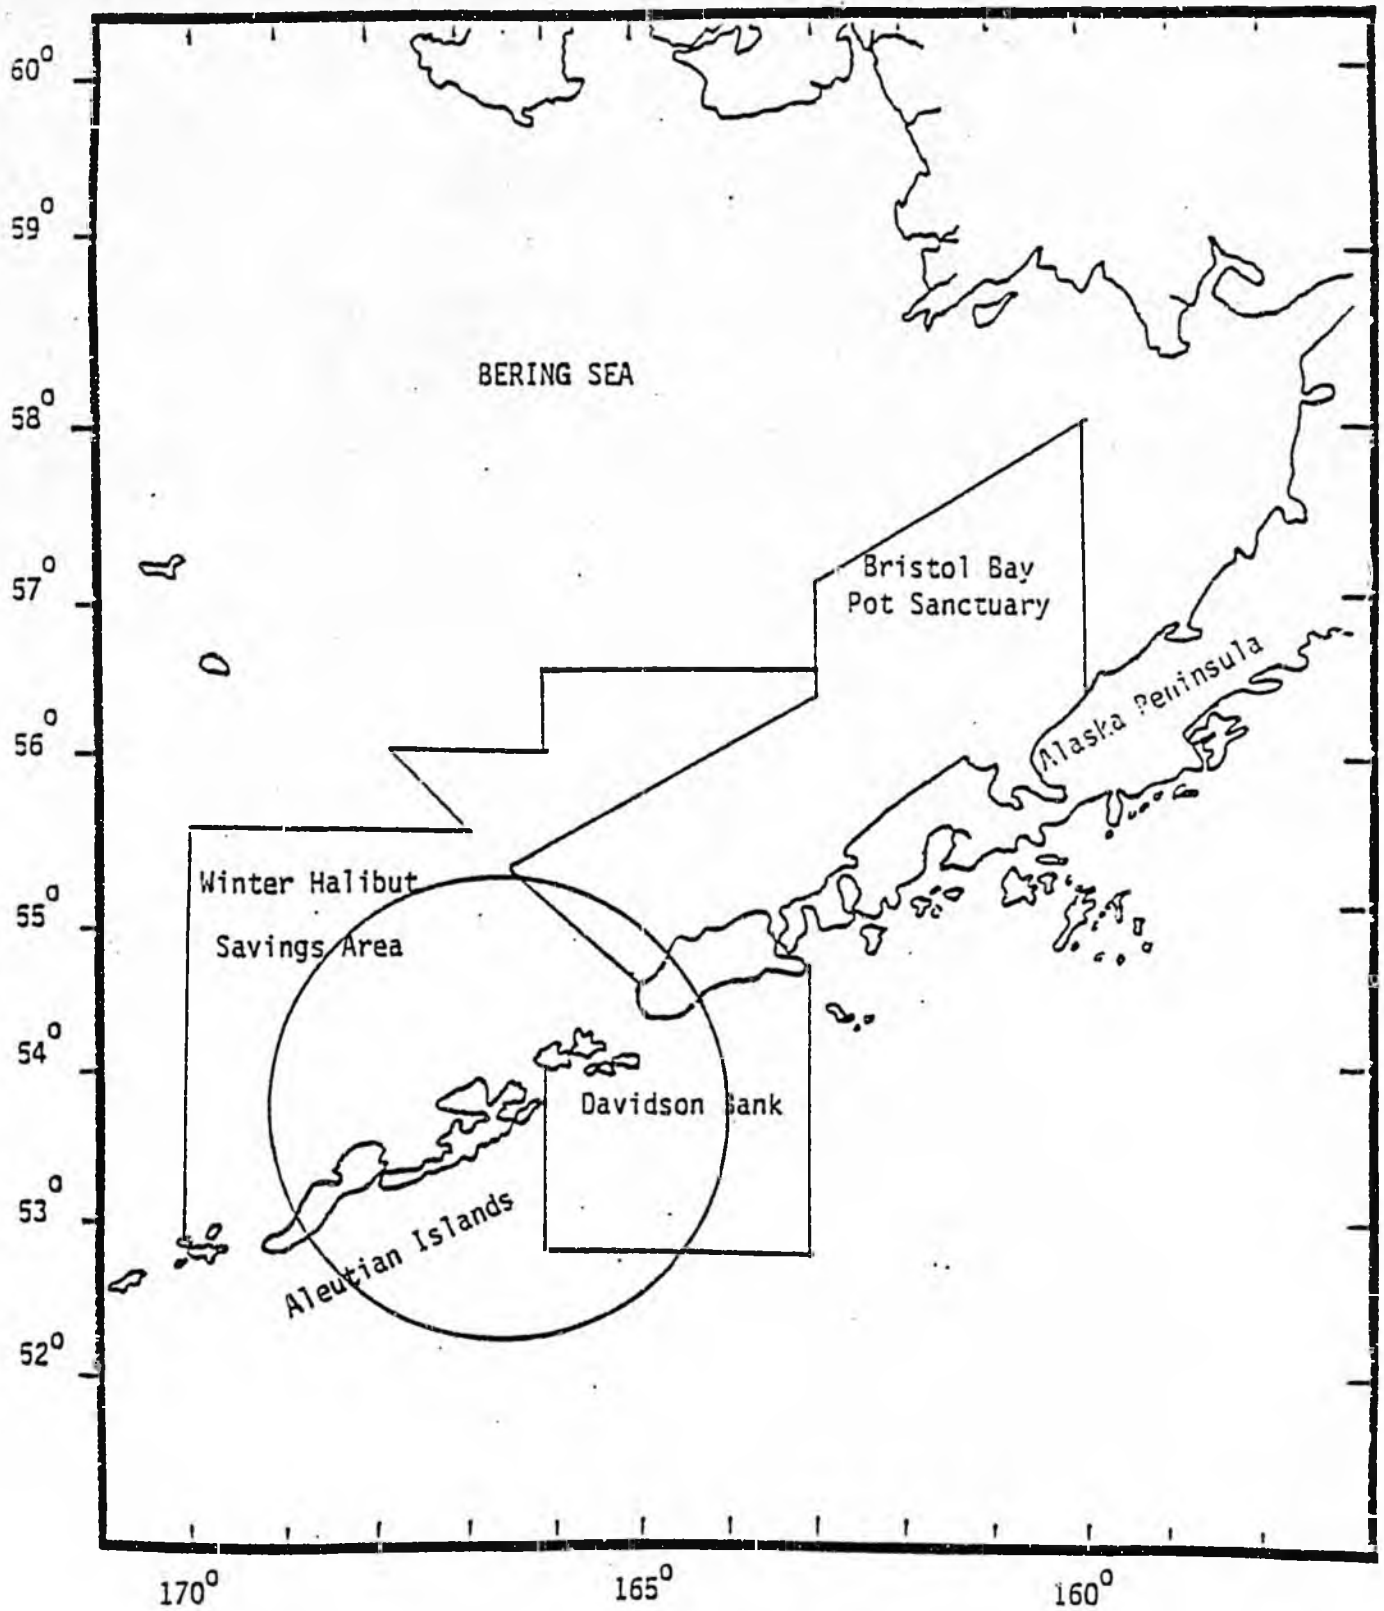 60°
59°
BERING SEA
58°
57°
Bristol Bay
Pot Sanctuary
Alaska Peninsula
56°
55°
Winter Halibut
Savings Area
54°
Davidson Bank
53°
Aleutian Islands
52°
170°
165°
160°